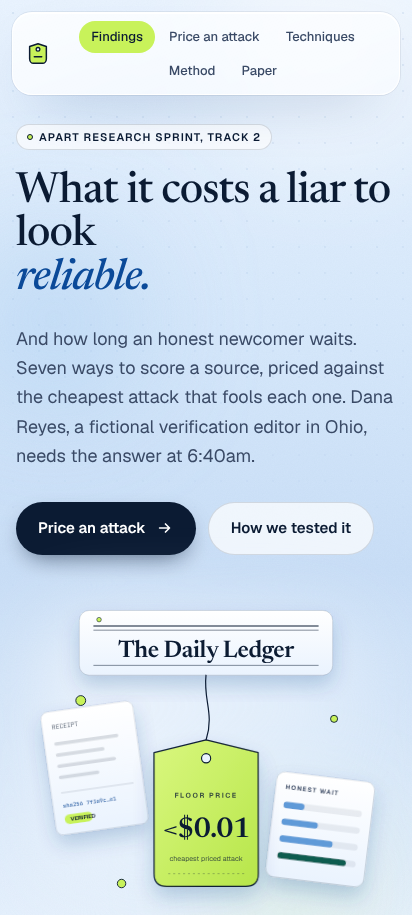 Findings
Price an attack
Techniques
Method
Paper
APART RESEARCH SPRINT, TRACK 2
What it costs a liar to
look
reliable.
And how long an honest newcomer waits.
Seven ways to score a source, priced against
the cheapest attack that fools each one. Dana
Reyes, a fictional verification editor in Ohio,
needs the answer at 6:40am.
Price an attack →
How we tested it
The Daily Ledger
RECEIPT
VERIFIED
FLOOR PRICE
<$0.01
cheapest priced attack
HONEST WAIT